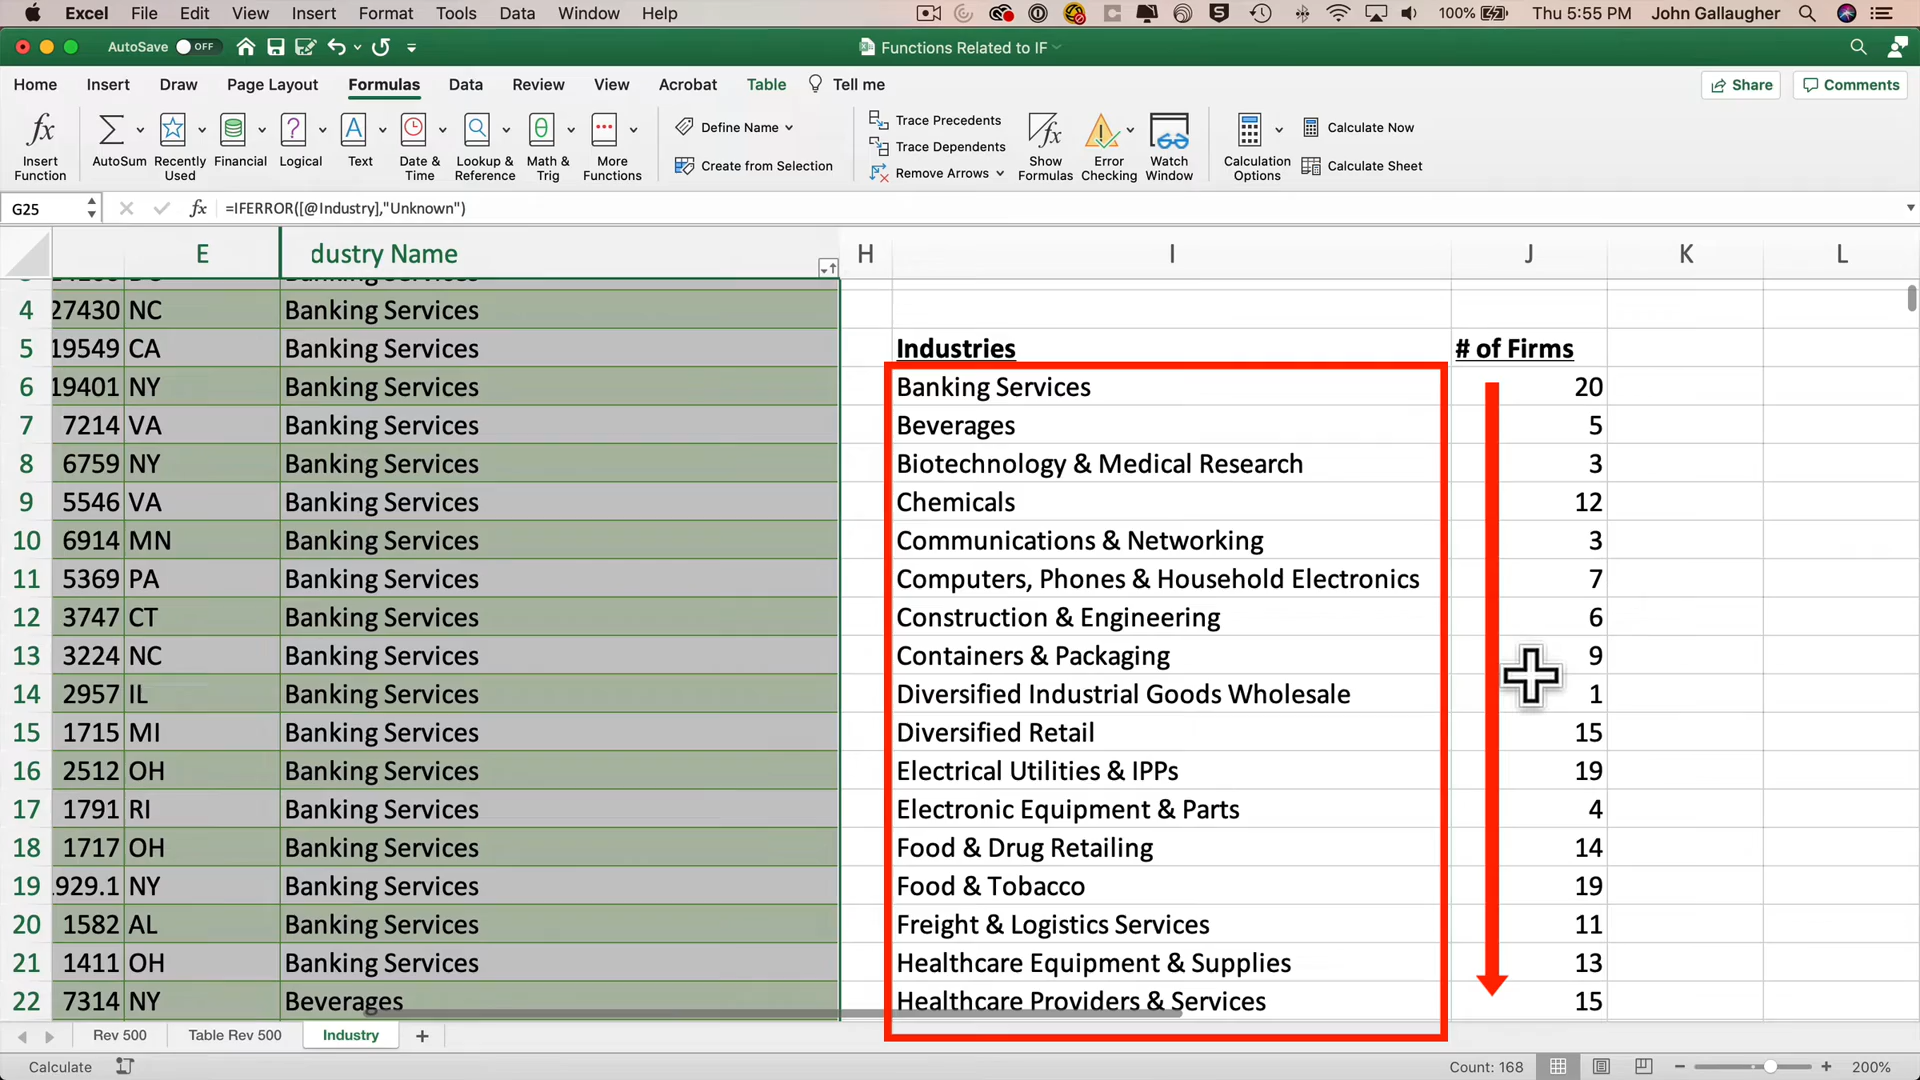 Excel File Edit View Insert Format Tools Data Window Help 100% Thu 5:55 PM John Gallaugher
AutoSave OFF Functions Related to IF
Home Insert Draw Page Layout Formulas Data Review View Acrobat Table Tell me Share Comments
Insert Function
AutoSum
Recently Used
Financial
Logical
Text
Date & Time
Lookup & Reference
Math & Trig
More Functions
Define Name
Create from Selection
Trace Precedents
Trace Dependents
Remove Arrows
Show Formulas
Error Checking
Watch Window
Calculation Options
Calculate Now
Calculate Sheet
G25 fx =IFERROR([@Industry],"Unknown")
E dustry Name H I J K L
4 27430 NC Banking Services
5 19549 CA Banking Services Industries # of Firms
6 19401 NY Banking Services Banking Services 20
7 7214 VA Banking Services Beverages 5
8 6759 NY Banking Services Biotechnology & Medical Research 3
9 5546 VA Banking Services Chemicals 12
10 6914 MN Banking Services Communications & Networking 3
11 5369 PA Banking Services Computers, Phones & Household Electronics 7
12 3747 CT Banking Services Construction & Engineering 6
13 3224 NC Banking Services Containers & Packaging 9
14 2957 IL Banking Services Diversified Industrial Goods Wholesale 1
15 1715 MI Banking Services Diversified Retail 15
16 2512 OH Banking Services Electrical Utilities & IPPs 19
17 1791 RI Banking Services Electronic Equipment & Parts 4
18 1717 OH Banking Services Food & Drug Retailing 14
19 .929.1 NY Banking Services Food & Tobacco 19
20 1582 AL Banking Services Freight & Logistics Services 11
21 1411 OH Banking Services Healthcare Equipment & Supplies 13
22 7314 NY Beverages Healthcare Providers & Services 15
Rev 500 Table Rev 500 Industry +
Calculate Count: 168 200%